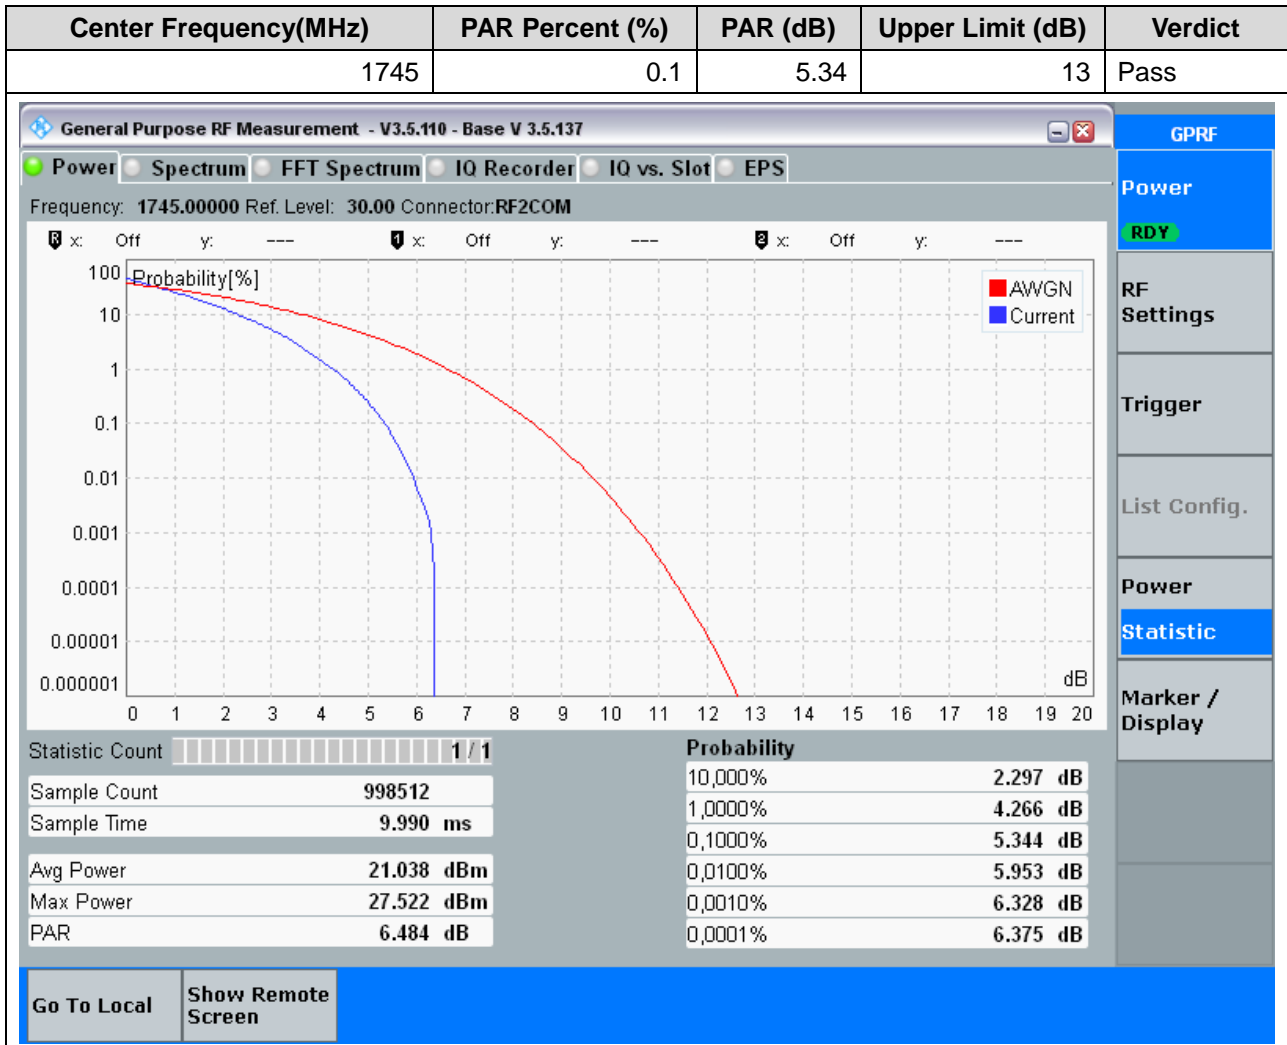 Center Frequency(MHz) PAR Percent (%) PAR (dB) Upper Limit (dB) Verdict
1745 0.1 5.34 13 Pass
General Purpose RF Measurement - V3.5.110 - Base V 3.5.137
GPRF
Power Spectrum FFT Spectrum IQ Recorder IQ vs. Slot EPS
Power
RDY
Frequency: 1745.00000 Ref. Level: 30.00 Connector:RF2COM
R x: Off y: --- 1 x: Off y: --- 2 x: Off y: ---
Probability[%]
AWGN
Current
100
10
1
0.1
0.01
0.001
0.0001
0.00001
0.000001
dB
0 1 2 3 4 5 6 7 8 9 10 11 12 13 14 15 16 17 18 19 20
RF
Settings
Trigger
List Config.
Power
Statistic
Marker /
Display
Statistic Count 1 / 1
Sample Count 998512
Sample Time 9.990 ms
Avg Power 21.038 dBm
Max Power 27.522 dBm
PAR 6.484 dB
Probability
10,000% 2.297 dB
1,0000% 4.266 dB
0,1000% 5.344 dB
0,0100% 5.953 dB
0,0010% 6.328 dB
0,0001% 6.375 dB
Go To Local
Show Remote
Screen